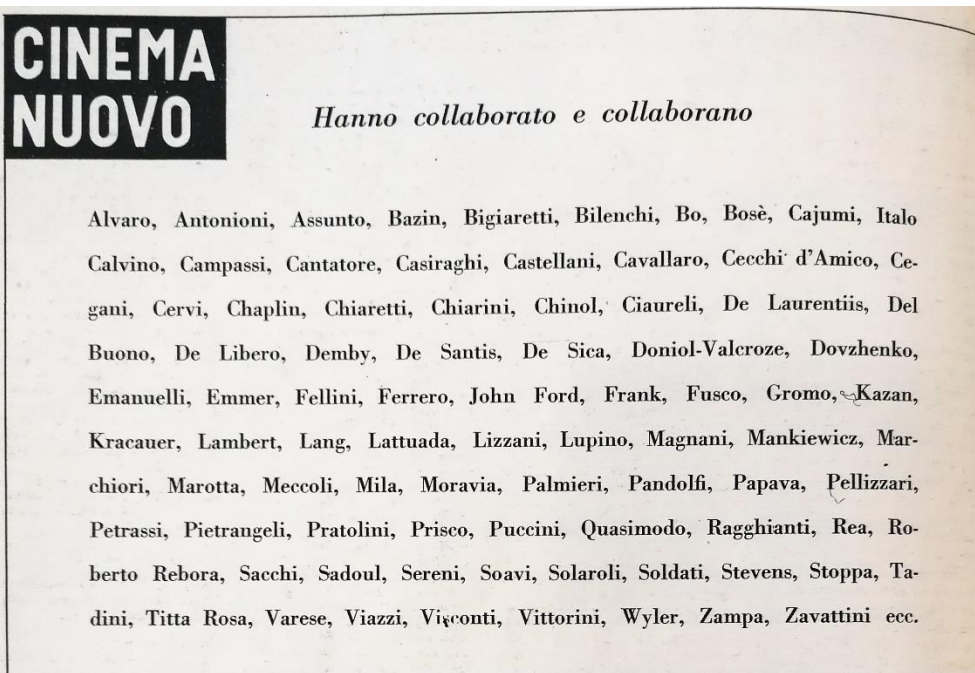 CINEMA
NUOVO
Hanno collaborato e collaborano
Alvaro, Antonioni, Assunto, Bazin, Bigiaretti, Bilenchi, Bo, Bosè, Cajumi, Italo
Calvino, Campassi, Cantatore, Casiraghi, Castellani, Cavallaro, Cecchi d'Amico, Ce-
gani, Cervi, Chaplin, Chiaretti, Chiarini, Chinol, Ciaureli, De Laurentiis, Del
Buono, De Libero, Demby, De Santis, De Sica, Doniol-Valcroze, Dovzhenko,
Emanuelli, Emmer, Fellini, Ferrero, John Ford, Frank, Fusco, Gromo, Kazan,
Kracauer, Lambert, Lang, Lattuada, Lizzani, Lupino, Magnani, Mankiewicz, Mar-
chiori, Marotta, Meccoli, Mila, Moravia, Palmieri, Pandolfi, Papava, Pellizzari,
Petrassi, Pietrangeli, Pratolini, Prisco, Puccini, Quasimodo, Ragghianti, Rea, Ro-
berto Rebora, Sacchi, Sadoul, Sereni, Soavi, Solaroli, Soldati, Stevens, Stoppa, Ta-
dini, Titta Rosa, Varese, Viazzi, Visconti, Vittorini, Wyler, Zampa, Zavattini ecc.